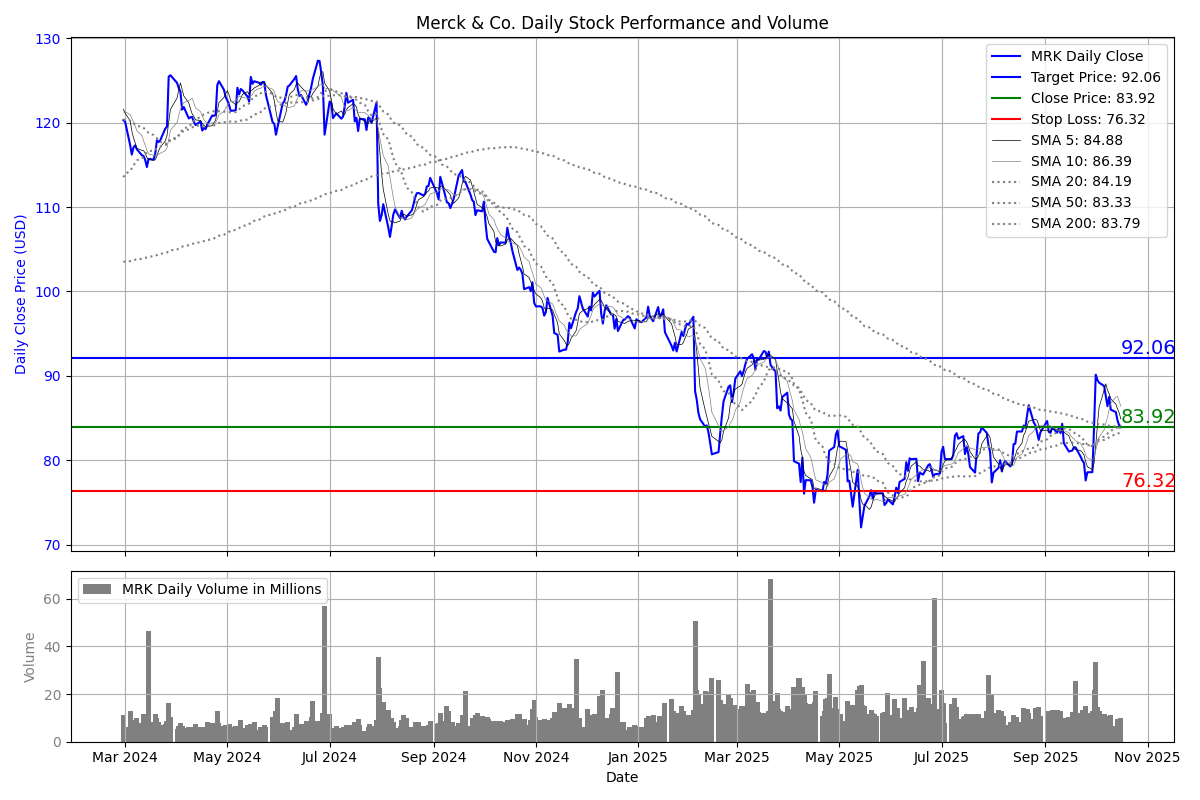 Merck & Co. Daily Stock Performance and Volume
130
120
110
100
90
80
70
Daily Close Price (USD)
MRK Daily Close
Target Price: 92.06
Close Price: 83.92
Stop Loss: 76.32
SMA 5: 84.88
SMA 10: 86.39
SMA 20: 84.19
SMA 50: 83.33
SMA 200: 83.79
92.06
83.92
76.32
MRK Daily Volume in Millions
60
40
20
0
Volume
Mar 2024 May 2024 Jul 2024 Sep 2024 Nov 2024 Jan 2025 Mar 2025 May 2025 Jul 2025 Sep 2025 Nov 2025
Date